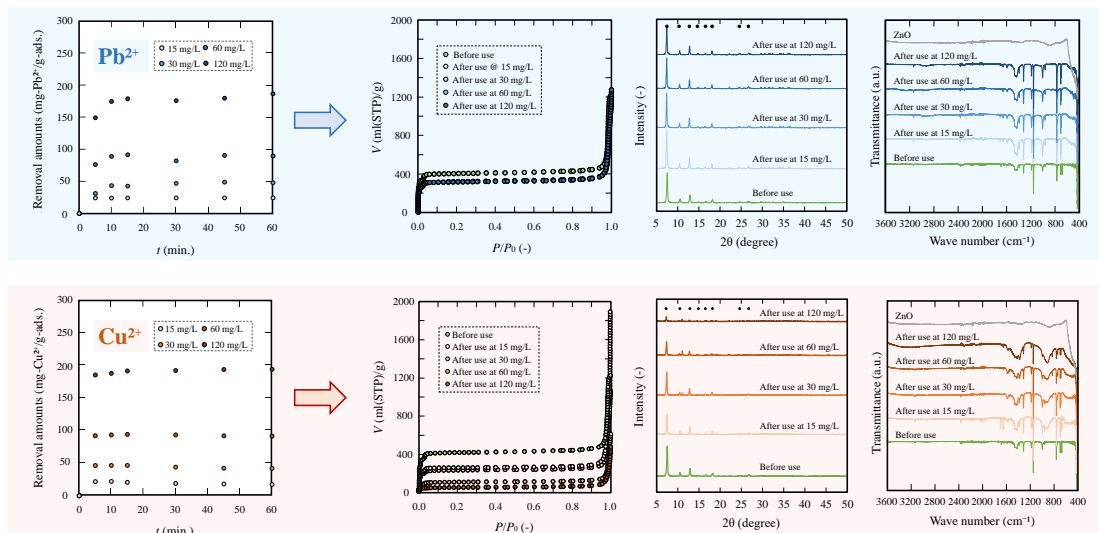 Removal amounts (mg-Pb²⁺/g-ads.)
300
250
200
150
100
50
0
Pb²⁺
15 mg/L 60 mg/L
30 mg/L 120 mg/L
0 10 20 30 40 50 60
t (min.)
V (ml(STP)/g)
2000
1600
1200
800
400
0
Before use
After use @ 15 mg/L
After use at 30 mg/L
After use at 60 mg/L
After use at 120 mg/L
0.0 0.2 0.4 0.6 0.8 1.0
P/P0 (-)
Intensity (-)
After use at 120 mg/L
After use at 60 mg/L
After use at 30 mg/L
After use at 15 mg/L
Before use
5 10 15 20 25 30 35 40 45 50
2θ (degree)
Transmittance (a.u.)
ZnO
After use at 120 mg/L
After use at 60 mg/L
After use at 30 mg/L
After use at 15 mg/L
Before use
3600 3200 2800 2400 2000 1600 1200 800 400
Wave number (cm⁻¹)
Removal amounts (mg-Cu²⁺/g-ads.)
300
250
200
150
100
50
0
Cu²⁺
15 mg/L 60 mg/L
30 mg/L 120 mg/L
0 10 20 30 40 50 60
t (min.)
V (ml(STP)/g)
2000
1600
1200
800
400
0
Before use
After use at 15 mg/L
After use at 30 mg/L
After use at 60 mg/L
After use at 120 mg/L
0.0 0.2 0.4 0.6 0.8 1.0
P/P0 (-)
Intensity (-)
After use at 120 mg/L
After use at 60 mg/L
After use at 30 mg/L
After use at 15 mg/L
Before use
5 10 15 20 25 30 35 40 45 50
2θ (degree)
Transmittance (a.u.)
ZnO
After use at 120 mg/L
After use at 60 mg/L
After use at 30 mg/L
After use at 15 mg/L
Before use
3600 3200 2800 2400 2000 1600 1200 800 400
Wave number (cm⁻¹)